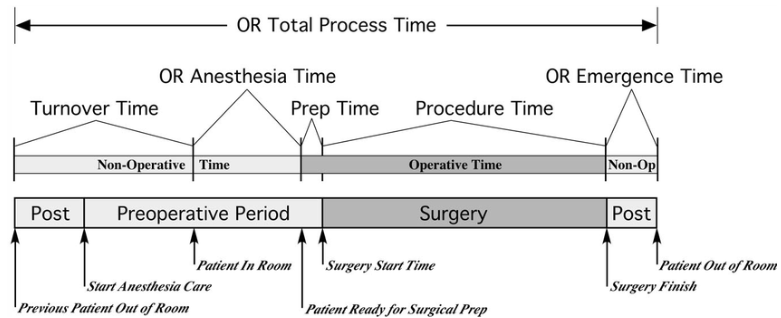 OR Total Process Time
OR Anesthesia Time
OR Emergence Time
Turnover Time
Prep Time
Procedure Time
Non-Operative Time
Operative Time
Non-Op
Post
Preoperative Period
Surgery
Post
Patient In Room
Surgery Start Time
Patient Out of Room
Start Anesthesia Care
Surgery Finish
Previous Patient Out of Room
Patient Ready for Surgical Prep